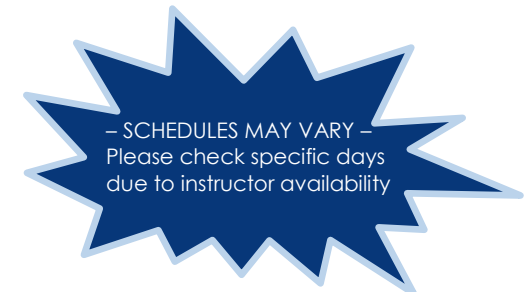 – SCHEDULES MAY VARY –
Please check specific days
due to instructor availability